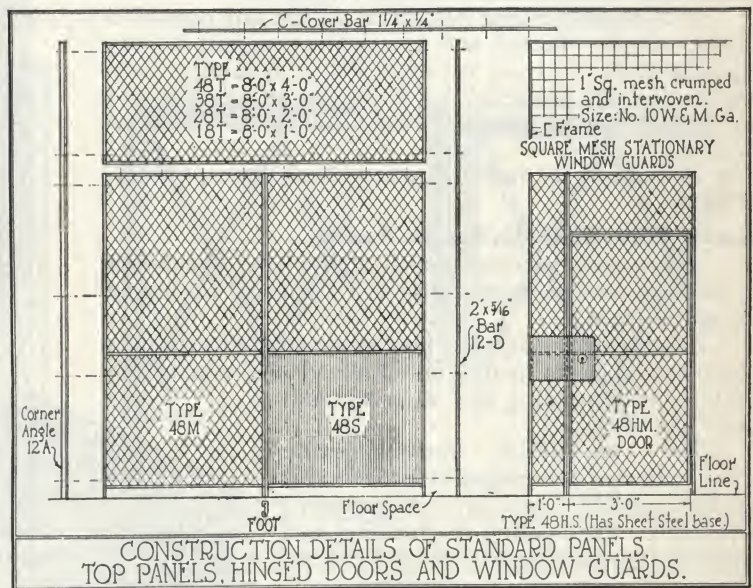 C-Cover Bar 1¼" x ¼"
TYPE
48T = 8'-0" x 4'-0"
38T = 8'-0" x 3'-0"
28T = 8'-0" x 2'-0"
18T = 8'-0" x 1'-0"
1" Sq. mesh crumped
and interwoven.
Size: No. 10 W. & M. Ga.
[ Frame
SQUARE MESH STATIONARY
WINDOW GUARDS
2" x 5/16"
Bar
12-D
Corner
Angle
12'A
TYPE
48M
TYPE
48S
TYPE
48HM.
DOOR
Floor
Line
Floor Space
FOOT
1'-0"
3'-0"
TYPE 48H.S. (Has Sheet Steel base.)
CONSTRUCTION DETAILS OF STANDARD PANELS,
TOP PANELS, HINGED DOORS AND WINDOW GUARDS.